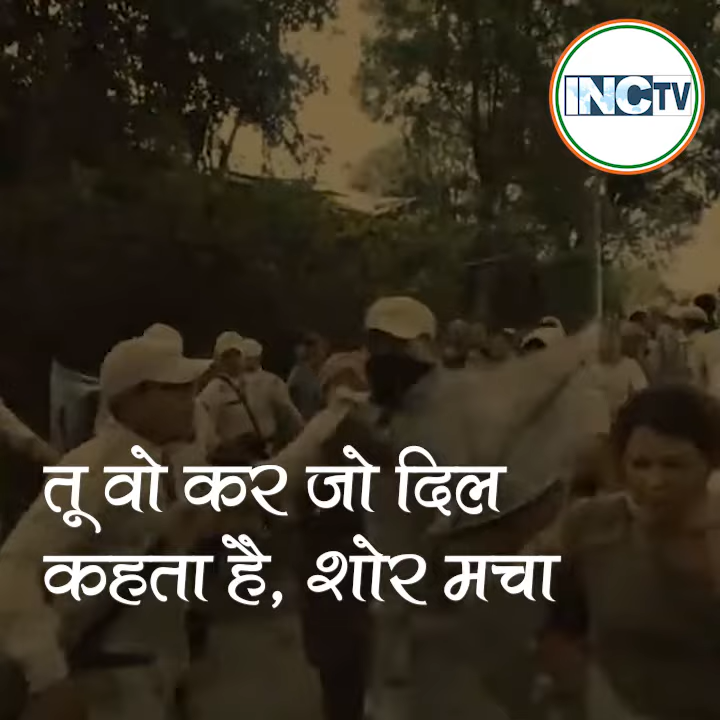 INCTV
तू वो कर जो दिल
कहता है, शोर मचा